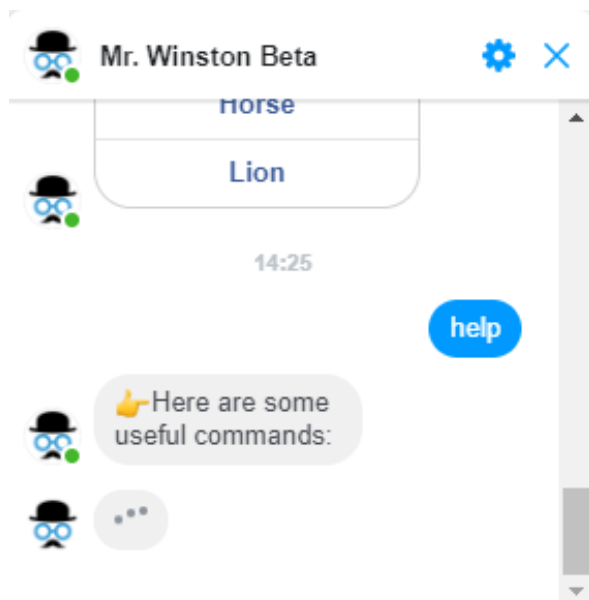 Mr. Winston Beta
Horse
Lion
14:25
help
👉Here are some
useful commands: